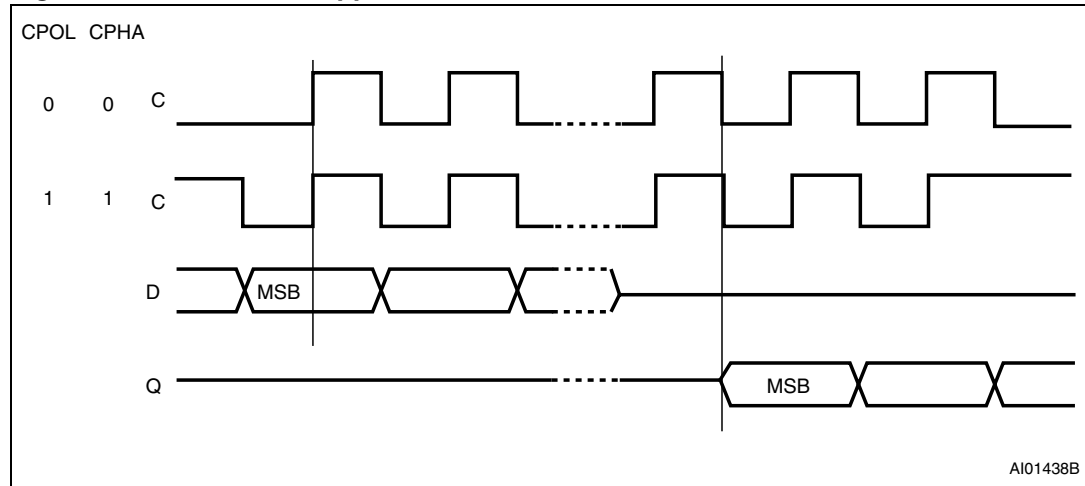 CPOL CPHA
0 0 C
1 1 C
D MSB
Q MSB
AI01438B